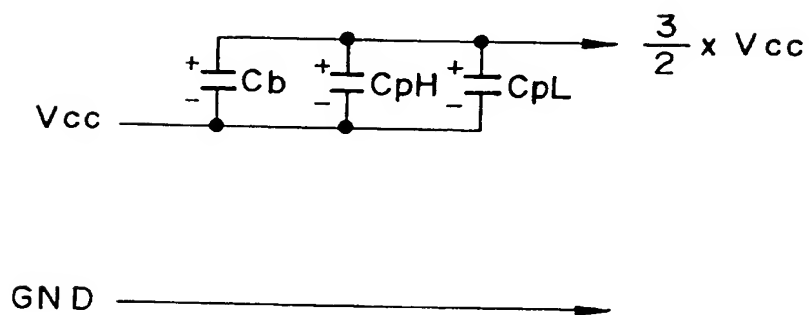 3/2 x Vcc
+ Cb - + CpH - + CpL -
Vcc
GND